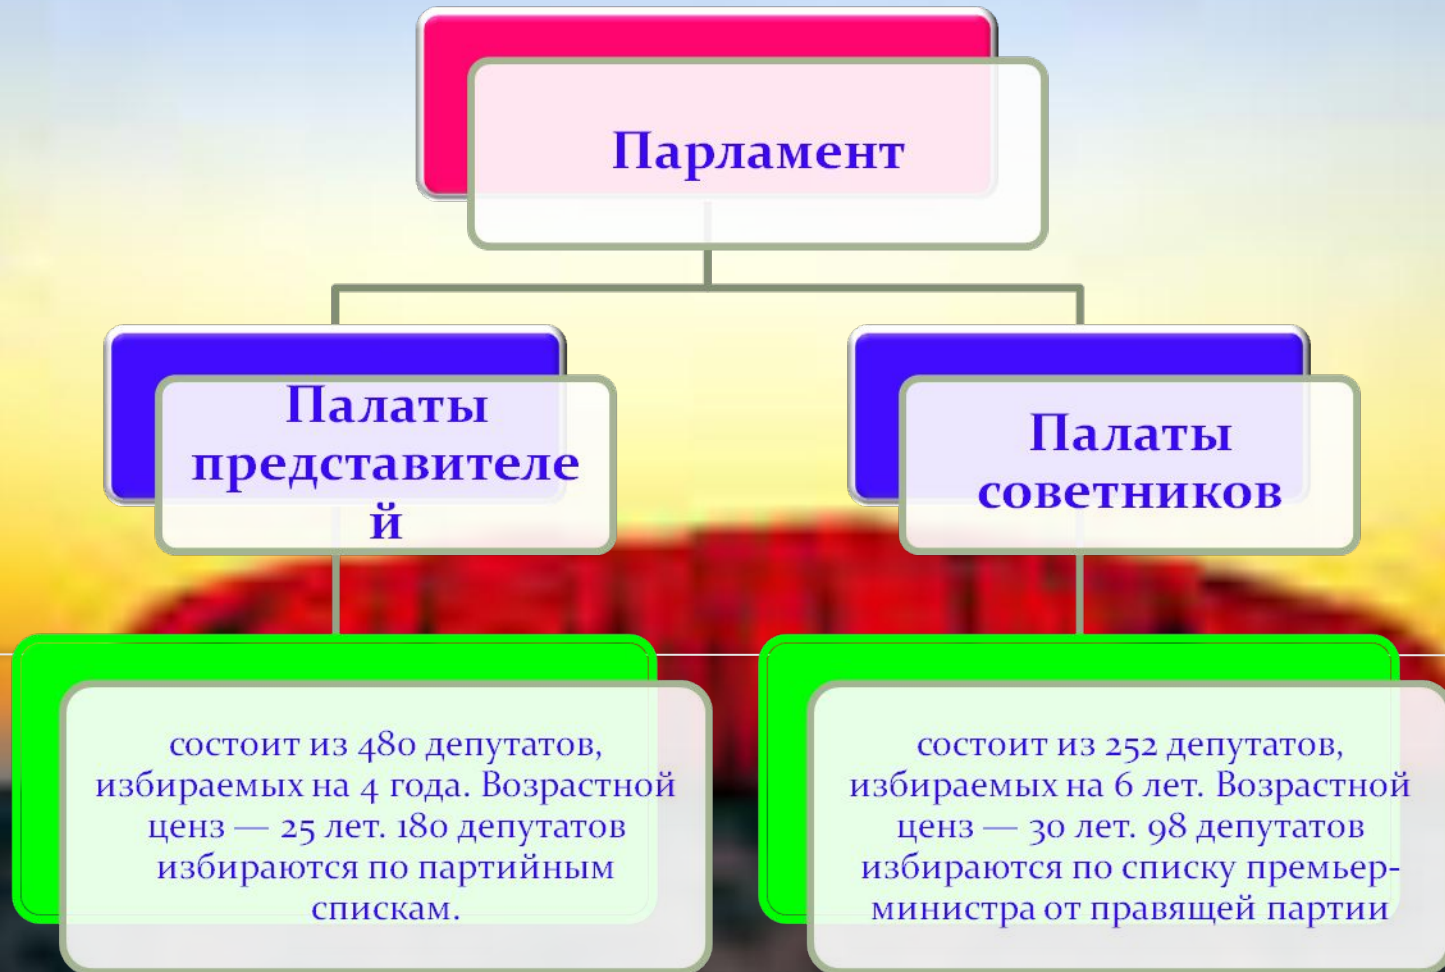 Парламент
Палаты
представителе
й
Палаты
советников
состоит из 480 депутатов,
избираемых на 4 года. Возрастной
ценз — 25 лет. 180 депутатов
избираются по партийным
спискам.
состоит из 252 депутатов,
избираемых на 6 лет. Возрастной
ценз — 30 лет. 98 депутатов
избираются по списку премьер-
министра от правящей партии